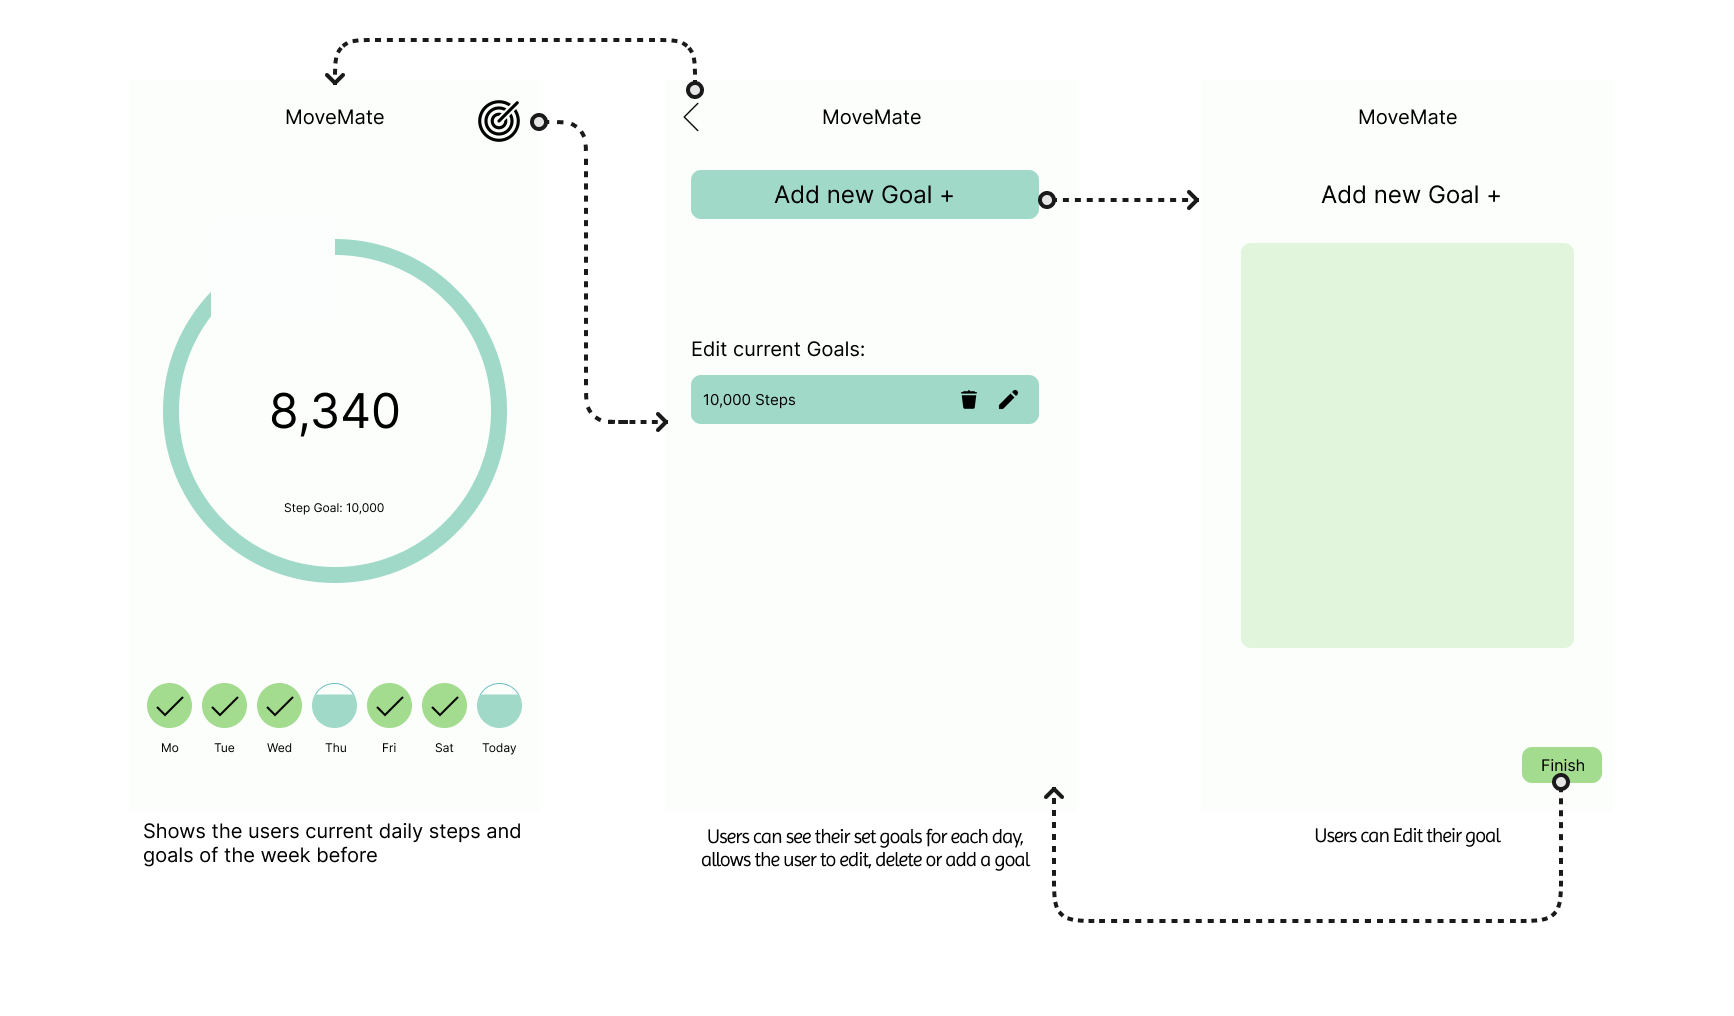 MoveMate
8,340
Step Goal: 10,000
Mo Tue Wed Thu Fri Sat Today
Shows the users current daily steps and
goals of the week before
MoveMate
Add new Goal +
Edit current Goals:
10,000 Steps
Users can see their set goals for each day,
allows the user to edit, delete or add a goal
MoveMate
Add new Goal +
Finish
Users can Edit their goal